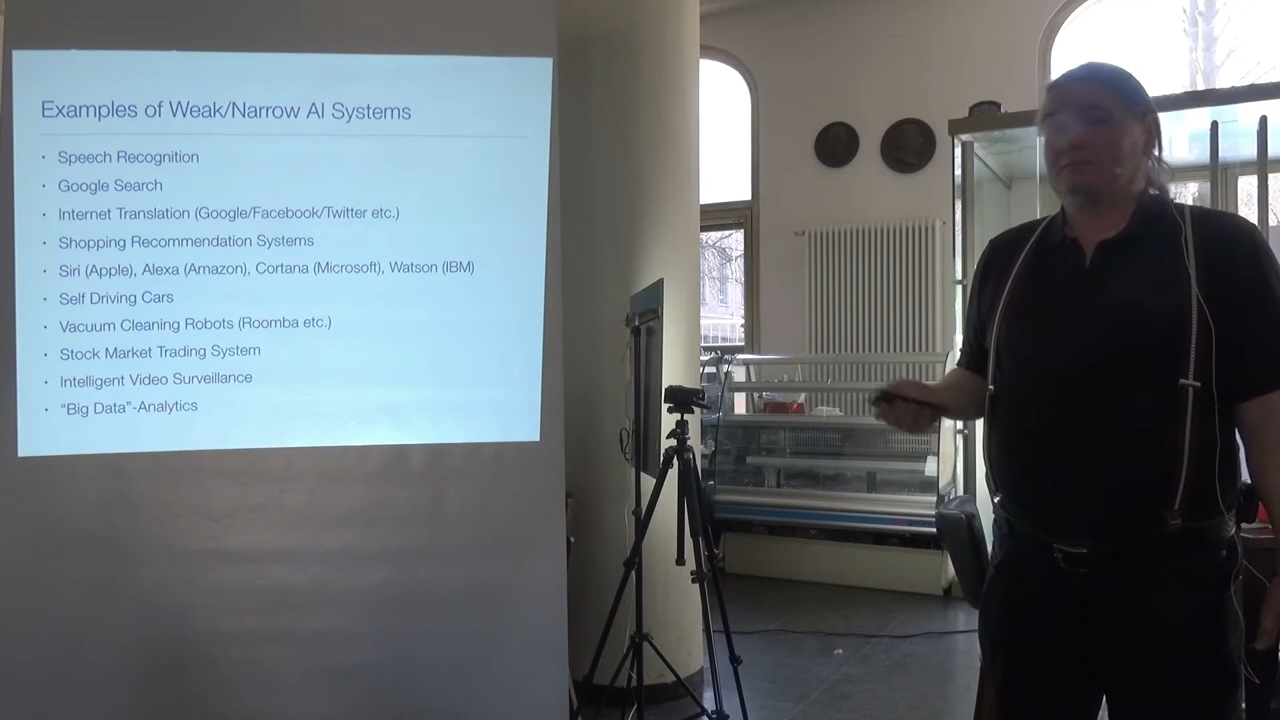 Examples of Weak/Narrow AI Systems
• Speech Recognition
• Google Search
• Internet Translation (Google/Facebook/Twitter etc.)
• Shopping Recommendation Systems
• Siri (Apple), Alexa (Amazon), Cortana (Microsoft), Watson (IBM)
• Self Driving Cars
• Vacuum Cleaning Robots (Roomba etc.)
• Stock Market Trading System
• Intelligent Video Surveillance
• “Big Data”-Analytics